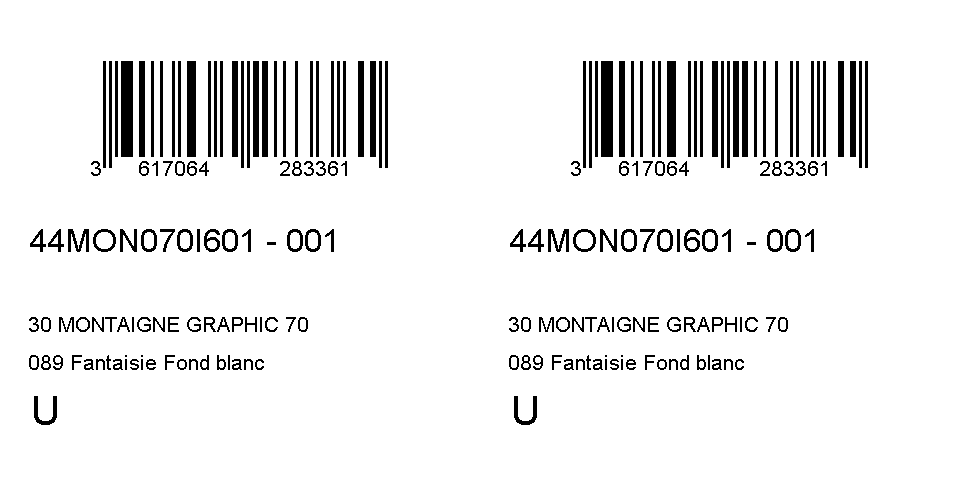 3 617064 283361
44MON070I601 - 001
30 MONTAIGNE GRAPHIC 70
089 Fantaisie Fond blanc
U
3 617064 283361
44MON070I601 - 001
30 MONTAIGNE GRAPHIC 70
089 Fantaisie Fond blanc
U